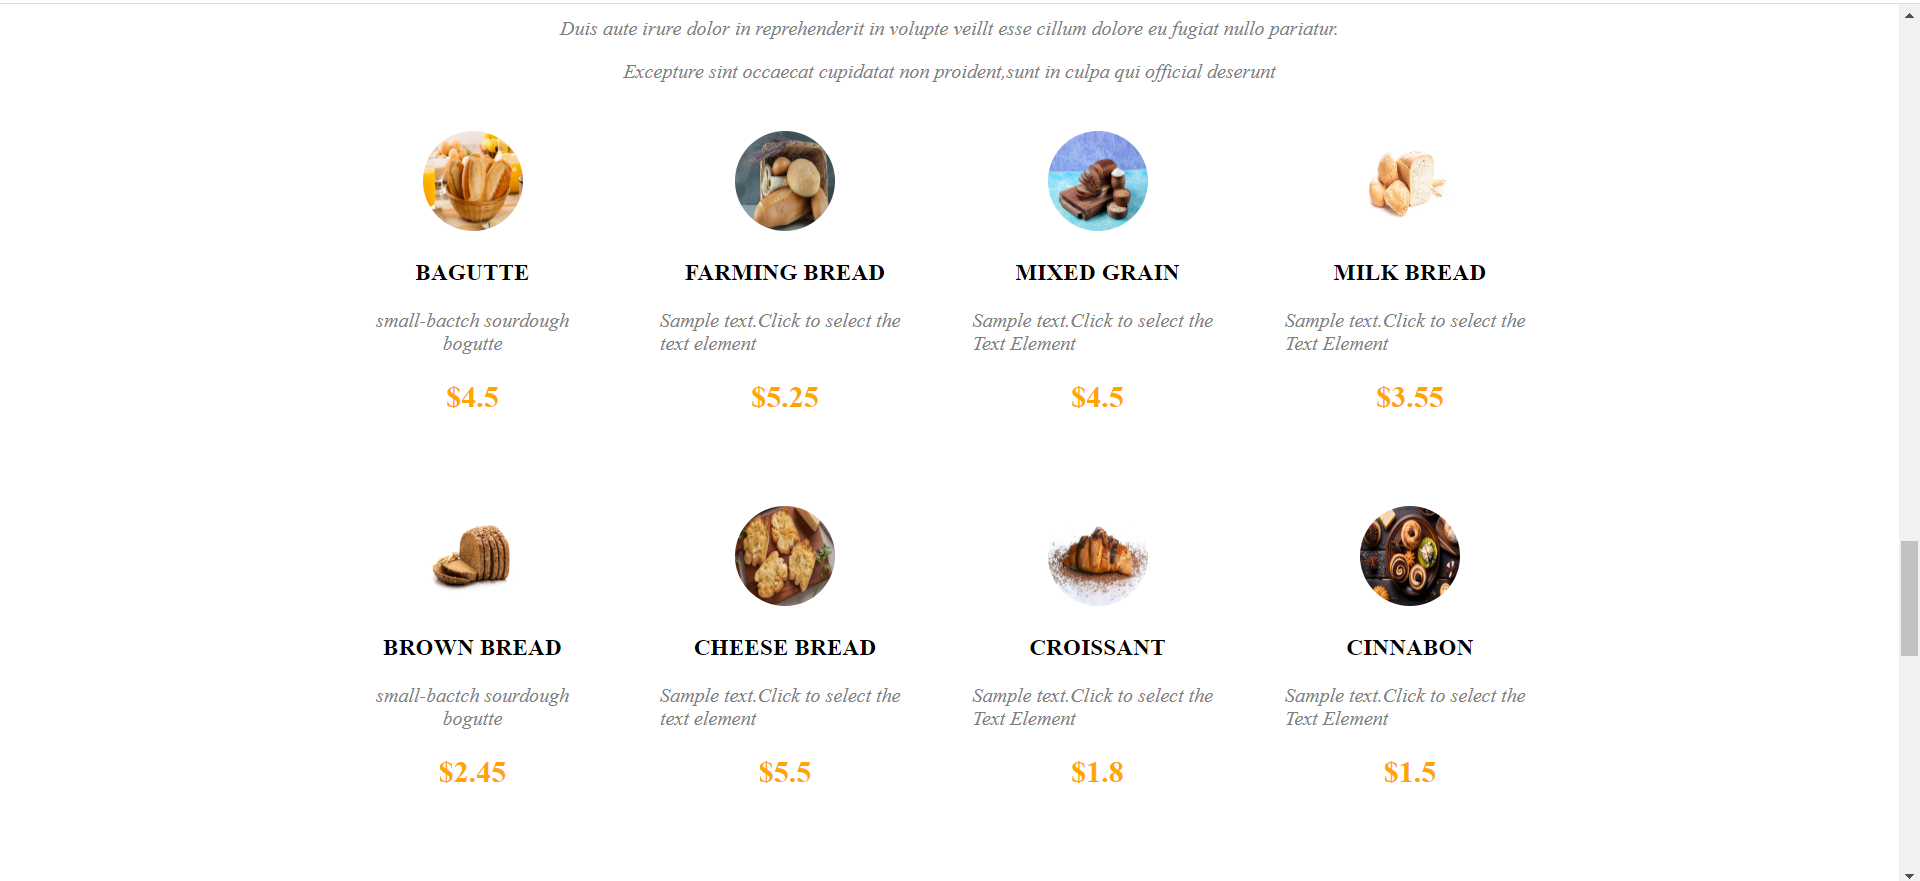 Duis aute irure dolor in reprehenderit in volupte veillt esse cillum dolore eu fugiat nullo pariatur.
Excepture sint occaecat cupidatat non proident,sunt in culpa qui official deserunt
BAGUTTE
small-bactch sourdough
bogutte
$4.5
FARMING BREAD
Sample text.Click to select the
text element
$5.25
MIXED GRAIN
Sample text.Click to select the
Text Element
$4.5
MILK BREAD
Sample text.Click to select the
Text Element
$3.55
BROWN BREAD
small-bactch sourdough
bogutte
$2.45
CHEESE BREAD
Sample text.Click to select the
text element
$5.5
CROISSANT
Sample text.Click to select the
Text Element
$1.8
CINNABON
Sample text.Click to select the
Text Element
$1.5